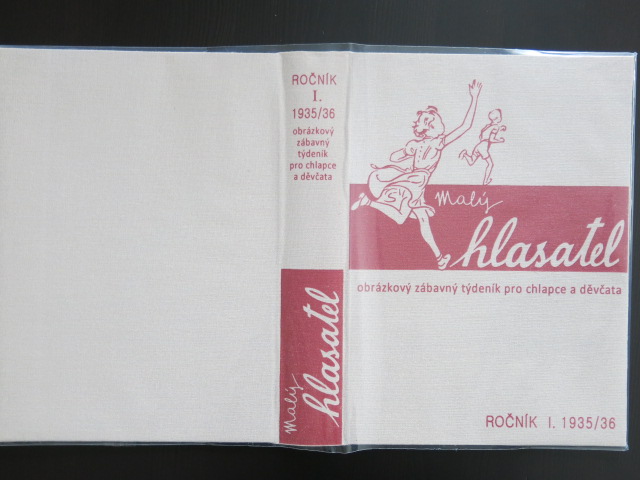 ROČNÍK
I.
1935/36
obrázkový
zábavný
týdeník
pro chlapce
a děvčata
Malý
hlasatel
Malý
hlasatel
obrázkový zábavný týdeník pro chlapce a děvčata
ROČNÍK I. 1935/36